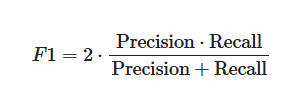 F1 = 2 · Precision · Recall / Precision + Recall